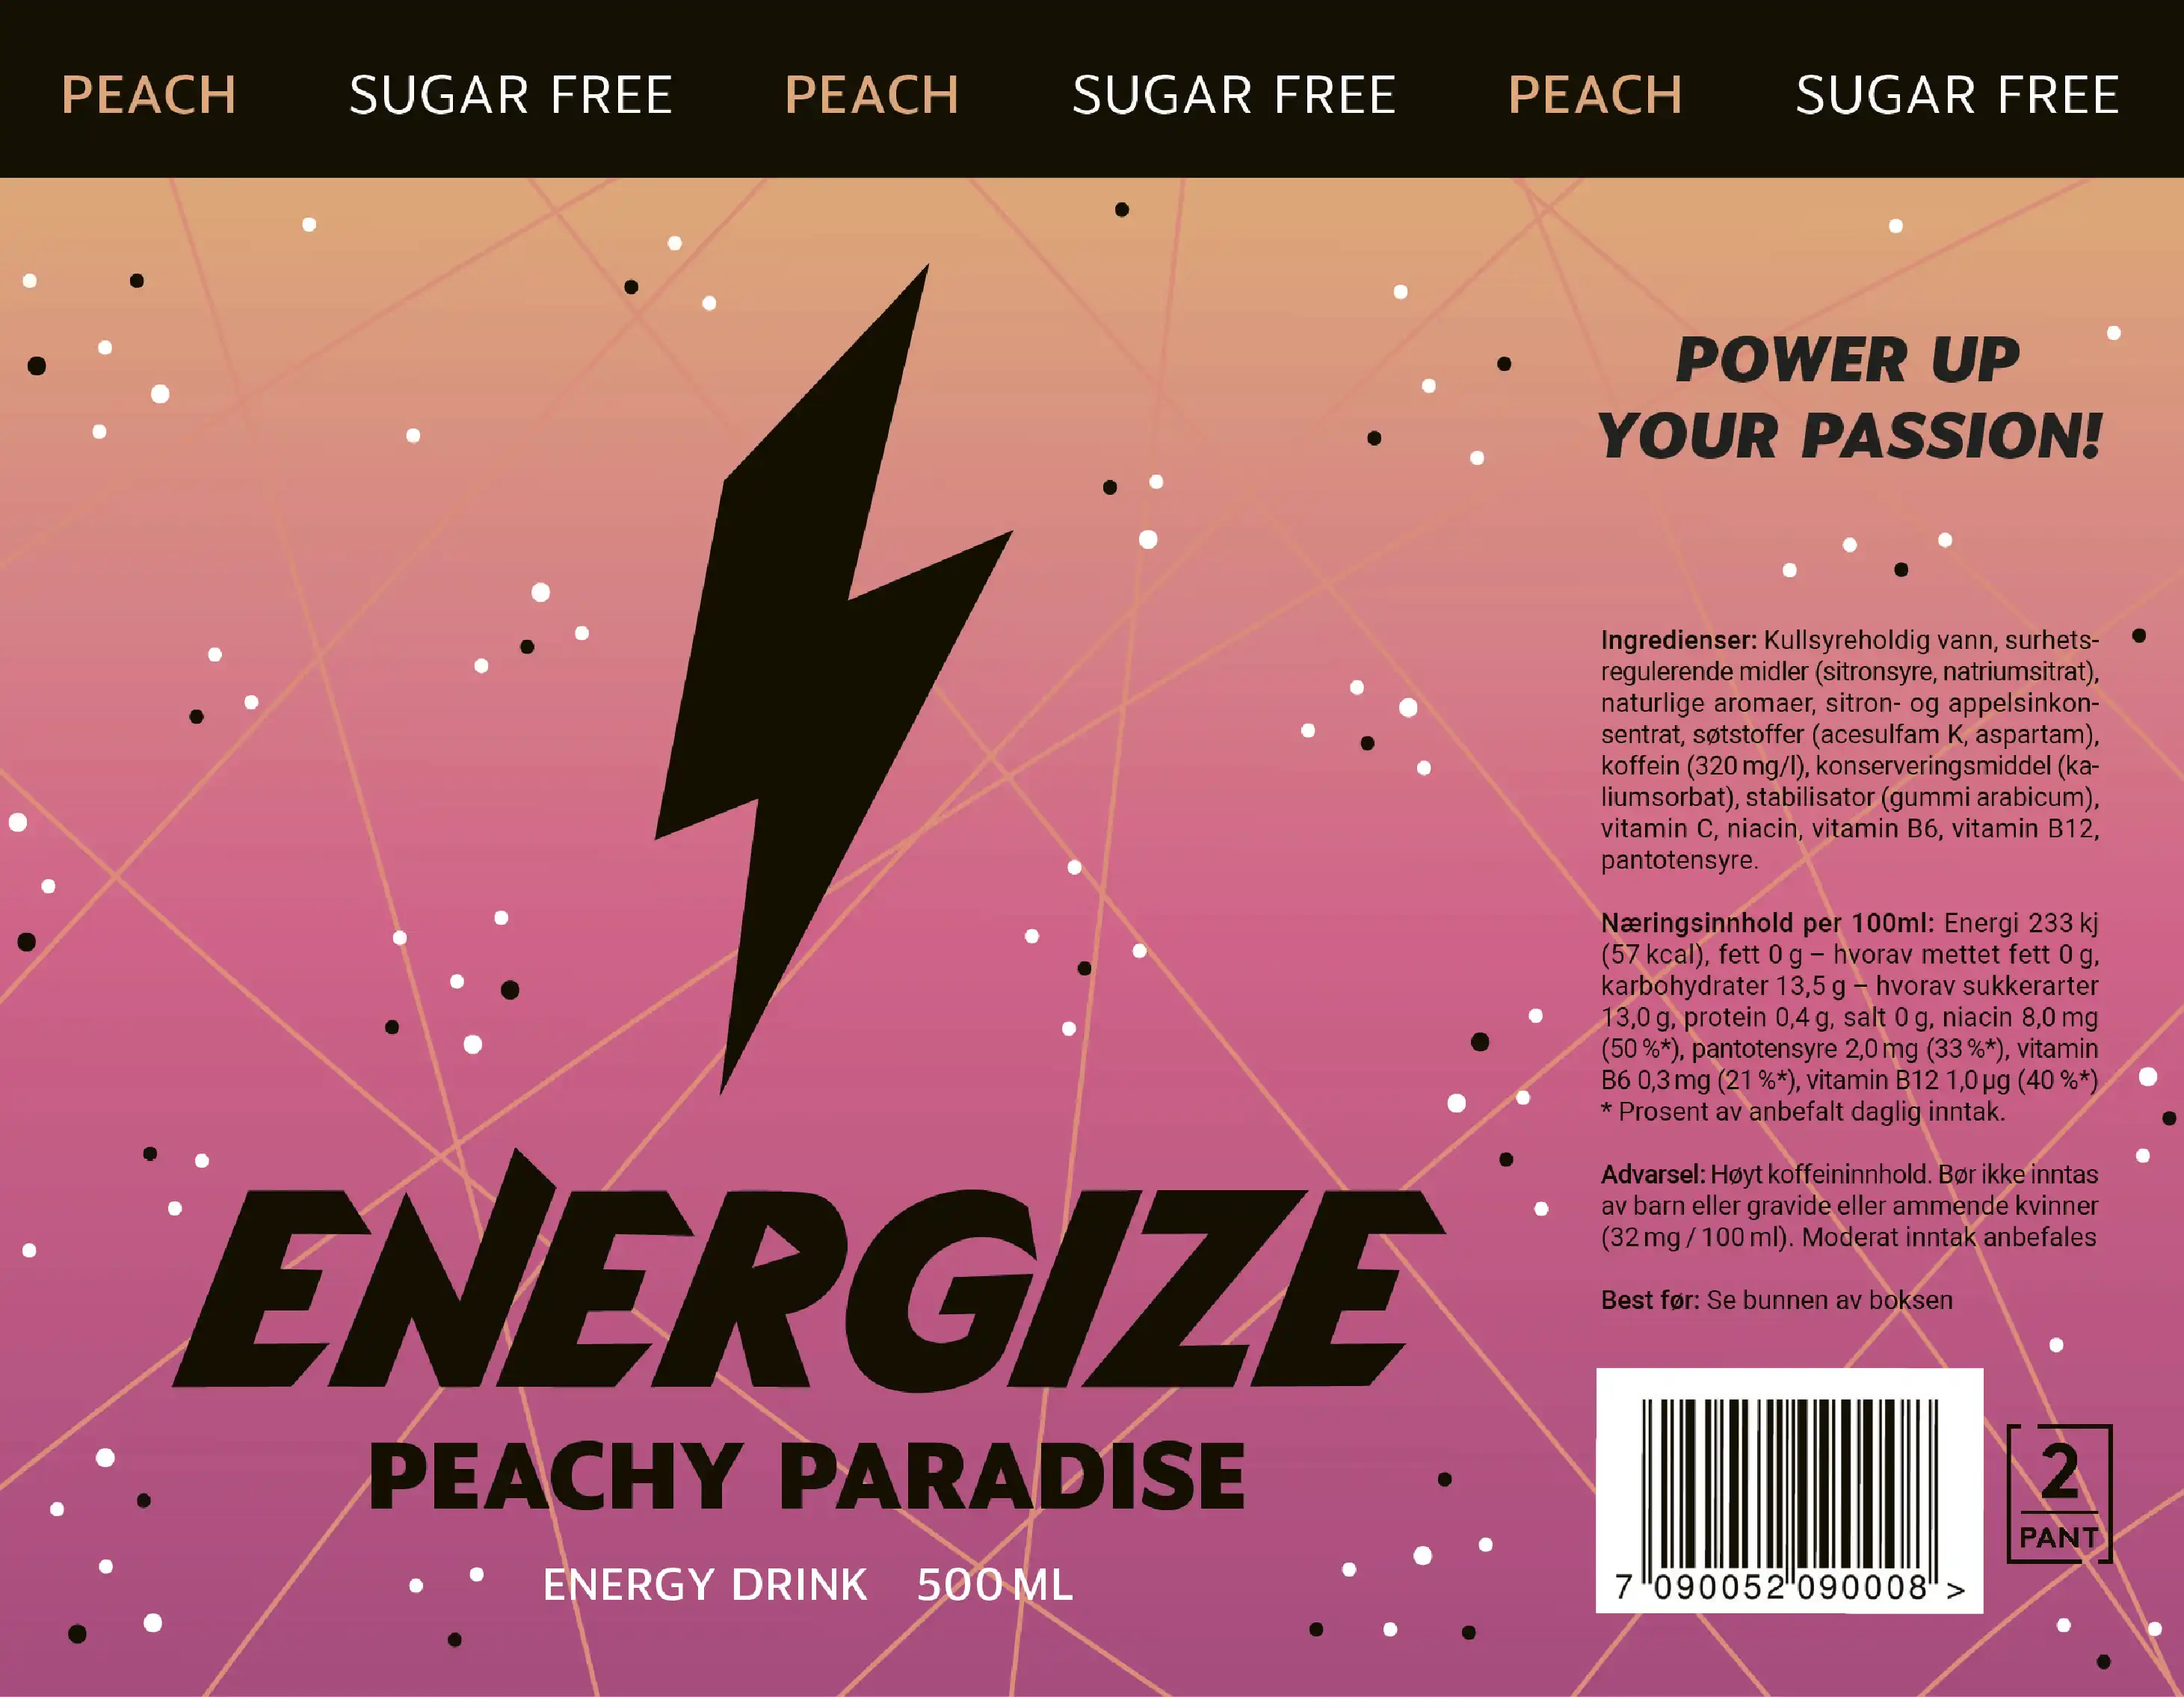 PEACH SUGAR FREE PEACH SUGAR FREE PEACH SUGAR FREE
ENERGIZE
PEACHY PARADISE
ENERGY DRINK 500 ML
POWER UP
YOUR PASSION!
Ingredienser: Kullsyreholdig vann, surhets-
regulerende midler (sitronsyre, natriumsitrat),
naturlige aromaer, sitron- og appelsinkon-
sentrat, søtstoffer (acesulfam K, aspartam),
koffein (320 mg/l), konserveringsmiddel (ka-
liumsorbat), stabilisator (gummi arabicum),
vitamin C, niacin, vitamin B6, vitamin B12,
pantotensyre.
Næringsinnhold per 100ml: Energi 233 kj
(57 kcal), fett 0 g – hvorav mettet fett 0 g,
karbohydrater 13,5 g – hvorav sukkerarter
13,0 g, protein 0,4 g, salt 0 g, niacin 8,0 mg
(50 %*), pantotensyre 2,0 mg (33 %*), vitamin
B6 0,3 mg (21 %*), vitamin B12 1,0 µg (40 %*)
* Prosent av anbefalt daglig inntak.
Advarsel: Høyt koffeininnhold. Bør ikke inntas
av barn eller gravide eller ammende kvinner
(32 mg / 100 ml). Moderat inntak anbefales
Best før: Se bunnen av boksen
7 090052 090008 >
2
PANT